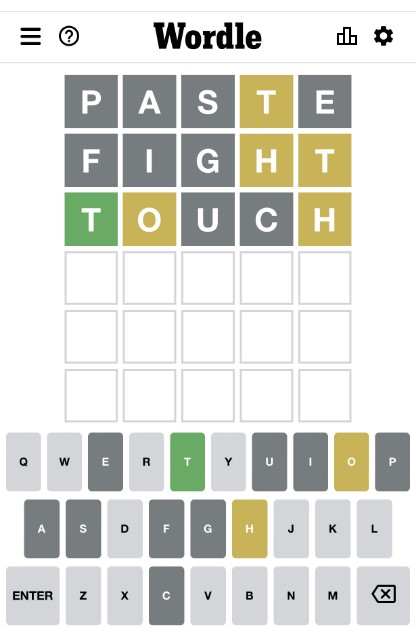 Wordle
P A S T E
F I G H T
T O U C H
Q W E R T Y U I O P
A S D F G H J K L
ENTER Z X C V B N M